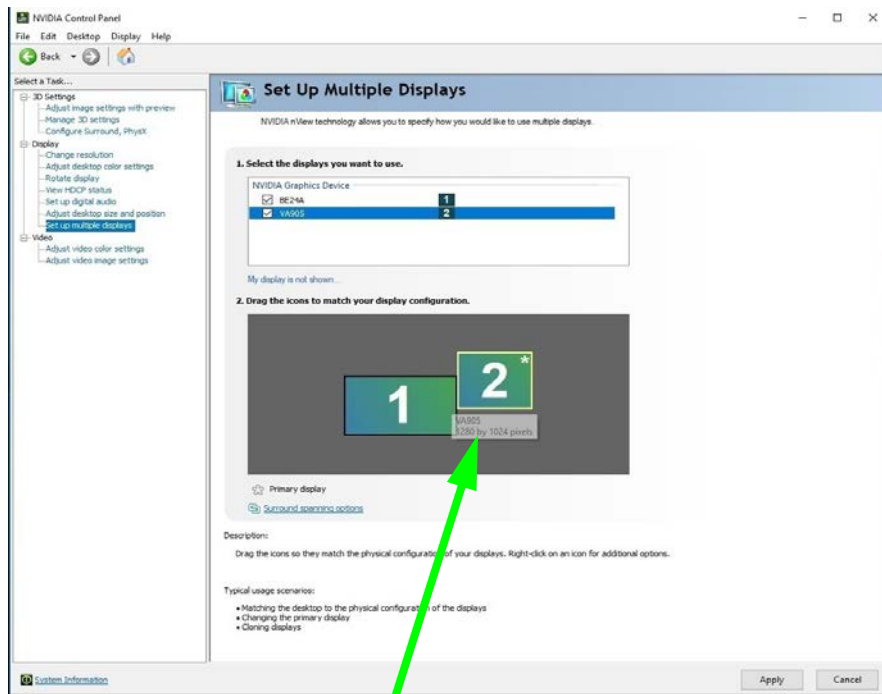 NVIDIA Control Panel
File Edit Desktop Display Help
Back
Select a Task...
3D Settings
Adjust image settings with preview
Manage 3D settings
Configure Surround, PhysX
Display
Change resolution
Adjust desktop color settings
Rotate display
View HDCP status
Set up digital audio
Adjust desktop size and position
Set up multiple displays
Video
Adjust video color settings
Adjust video image settings
Set Up Multiple Displays
NVIDIA nView technology allows you to specify how you would like to use multiple displays.
1. Select the displays you want to use.
NVIDIA Graphics Device
BE24A 1
VA905 2
My display is not shown...
2. Drag the icons to match your display configuration.
2 *
1
VA905
1280 by 1024 pixels
Primary display
Surround spanning options
Description:
Drag the icons so they match the physical configuration of your displays. Right-click on an icon for additional options.
Typical usage scenarios:
• Matching the desktop to the physical configuration of the displays
• Changing the primary display
• Cloning displays
System Information
Apply Cancel